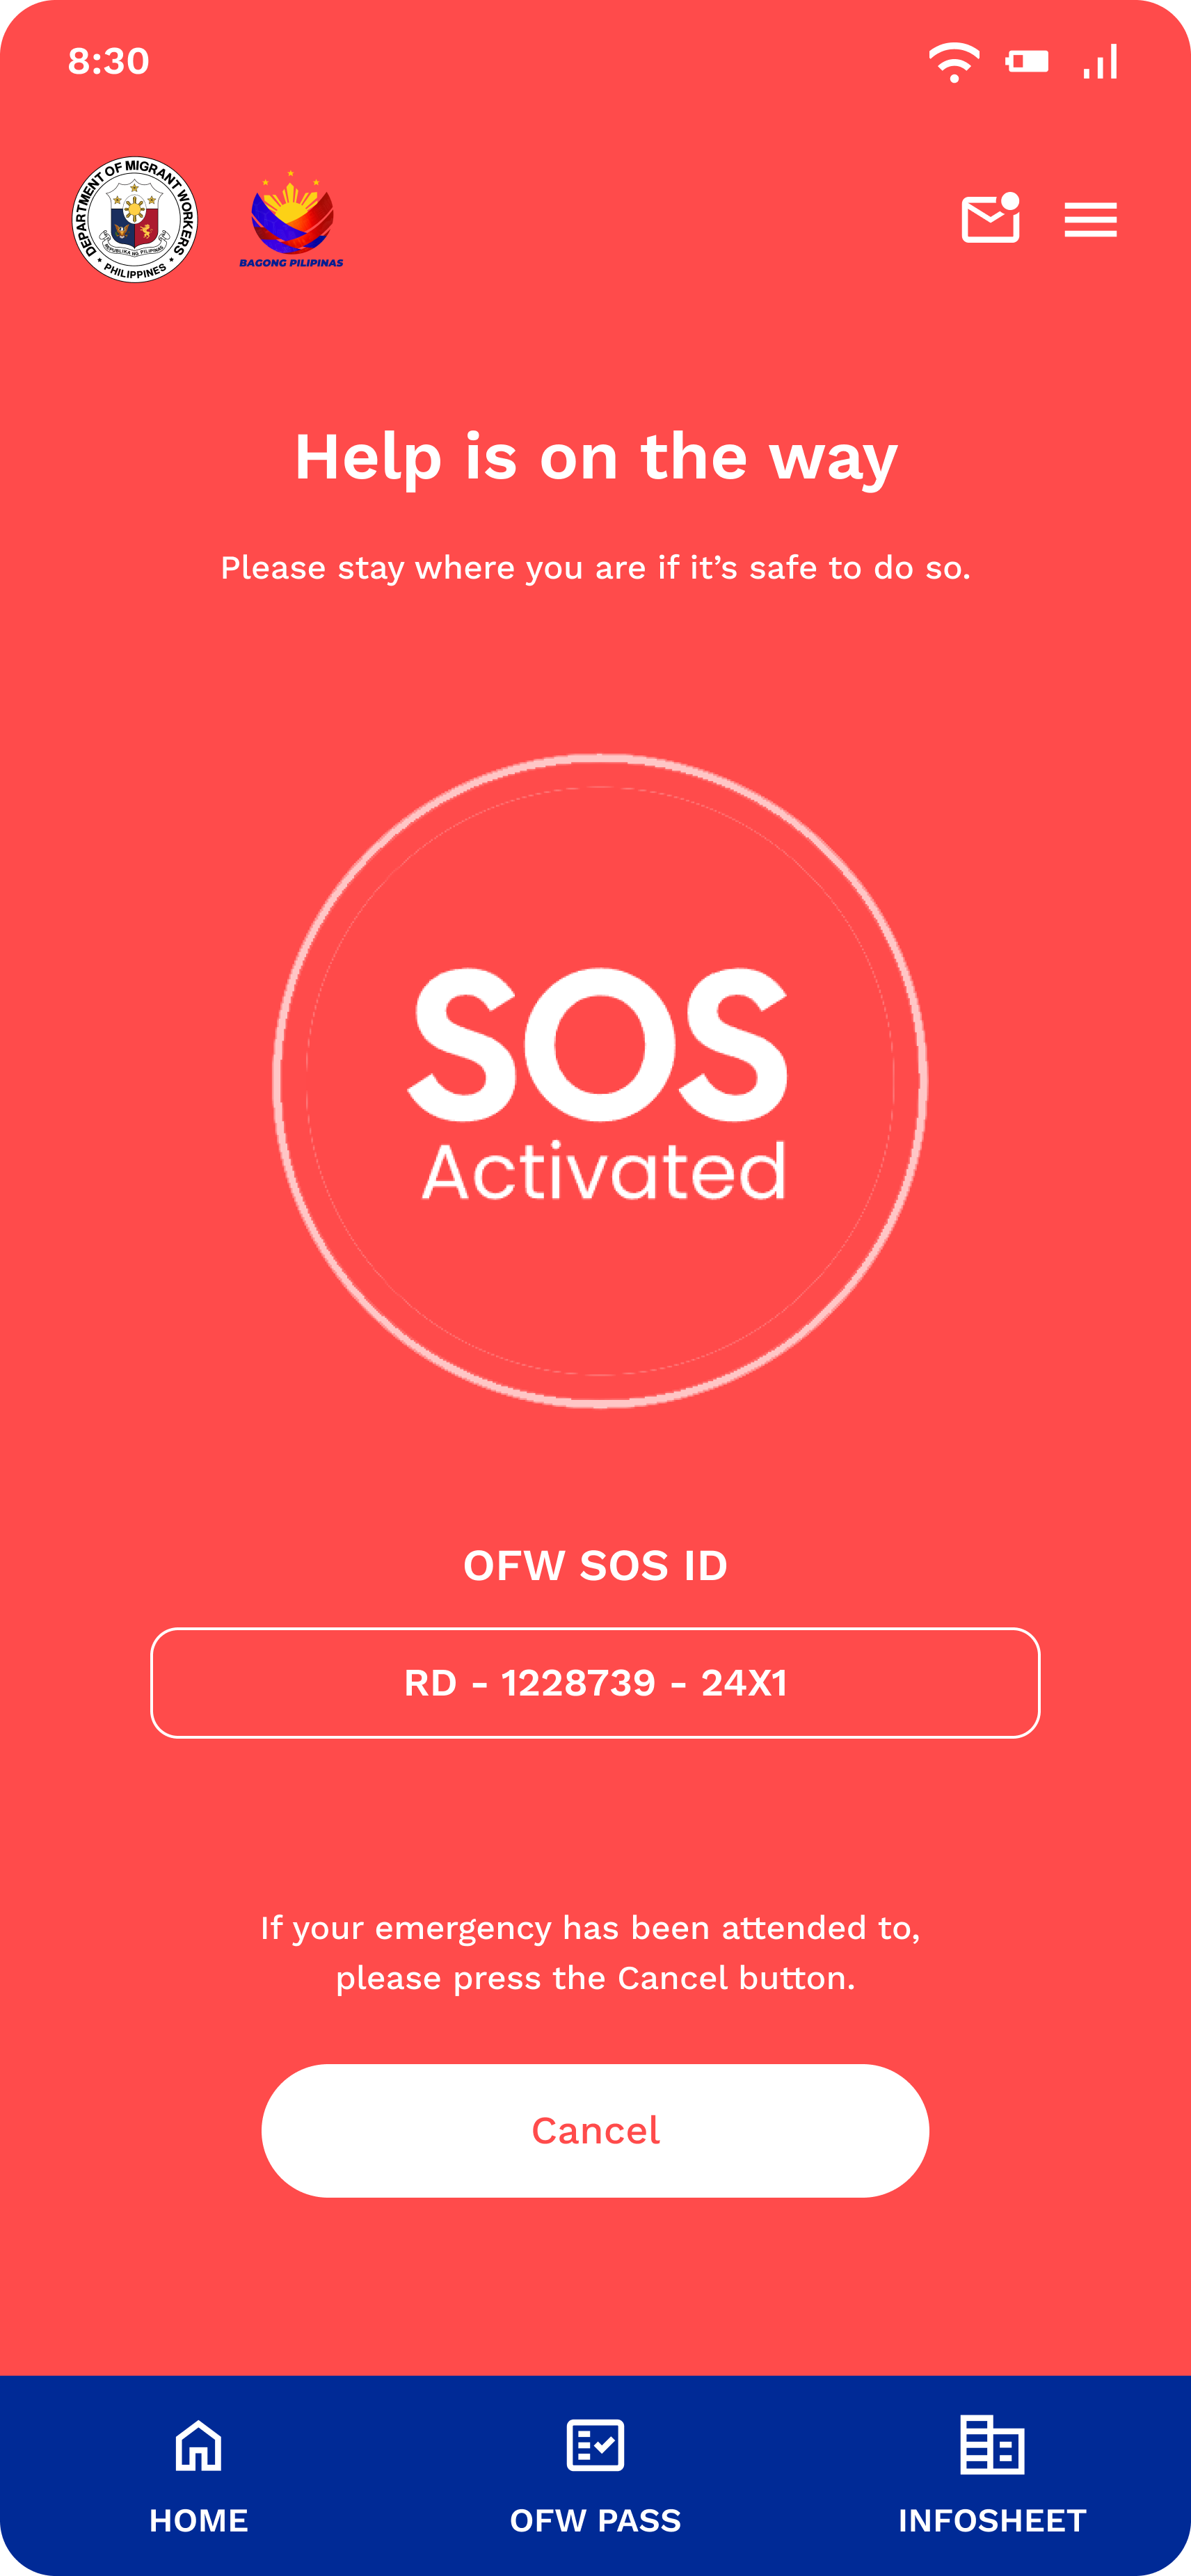 8:30
DEPARTMENT OF MIGRANT WORKERS
REPUBLIKA NG PILIPINAS
PHILIPPINES
BAGONG PILIPINAS
Help is on the way
Please stay where you are if it’s safe to do so.
SOS
Activated
OFW SOS ID
RD - 1228739 - 24X1
If your emergency has been attended to,
please press the Cancel button.
Cancel
HOME
OFW PASS
INFOSHEET